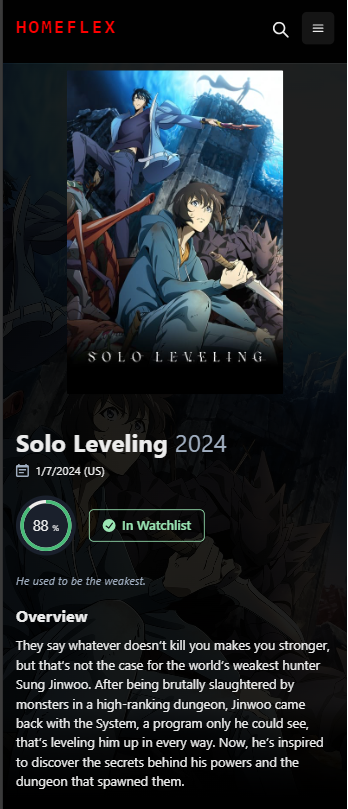 HOMEFLEX
SOLO LEVELING
Solo Leveling 2024
1/7/2024 (US)
88 %
In Watchlist
He used to be the weakest.
Overview
They say whatever doesn’t kill you makes you stronger,
but that’s not the case for the world’s weakest hunter
Sung Jinwoo. After being brutally slaughtered by
monsters in a high-ranking dungeon, Jinwoo came
back with the System, a program only he could see,
that’s leveling him up in every way. Now, he’s inspired
to discover the secrets behind his powers and the
dungeon that spawned them.